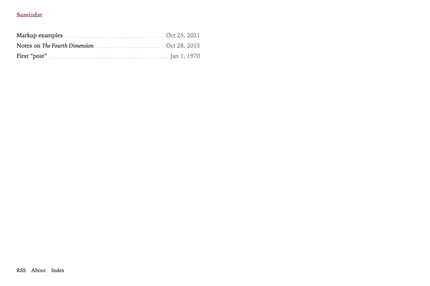 Samizdat
Markup examples Oct 25, 2021
Notes on The Fourth Dimension Oct 28, 2015
First “post” Jan 1, 1970
RSS About Index